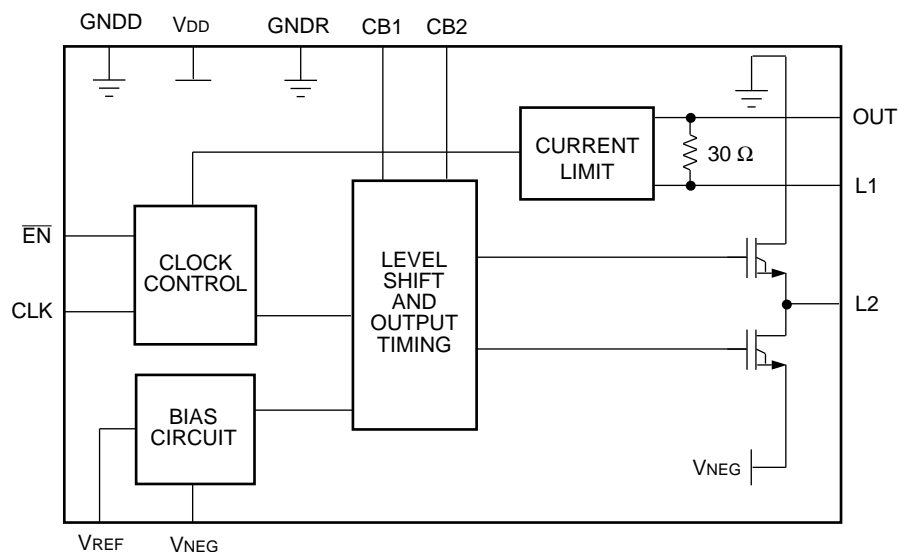 GNDD VDD GNDR CB1 CB2
OUT
CURRENT
LIMIT
30 Ω
L1
EN
CLOCK
CONTROL
CLK
LEVEL
SHIFT
AND
OUTPUT
TIMING
L2
BIAS
CIRCUIT
VNEG
VREF VNEG